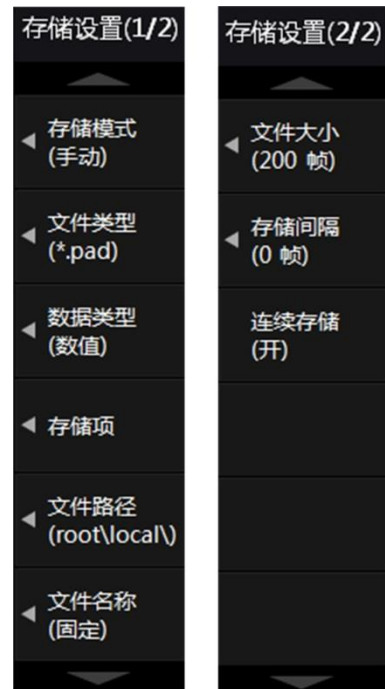 存储设置(1/2)
存储模式
(手动)
文件类型
(*.pad)
数据类型
(数值)
存储项
文件路径
(root\local\)
文件名称
(固定)
存储设置(2/2)
文件大小
(200 帧)
存储间隔
(0 帧)
连续存储
(开)